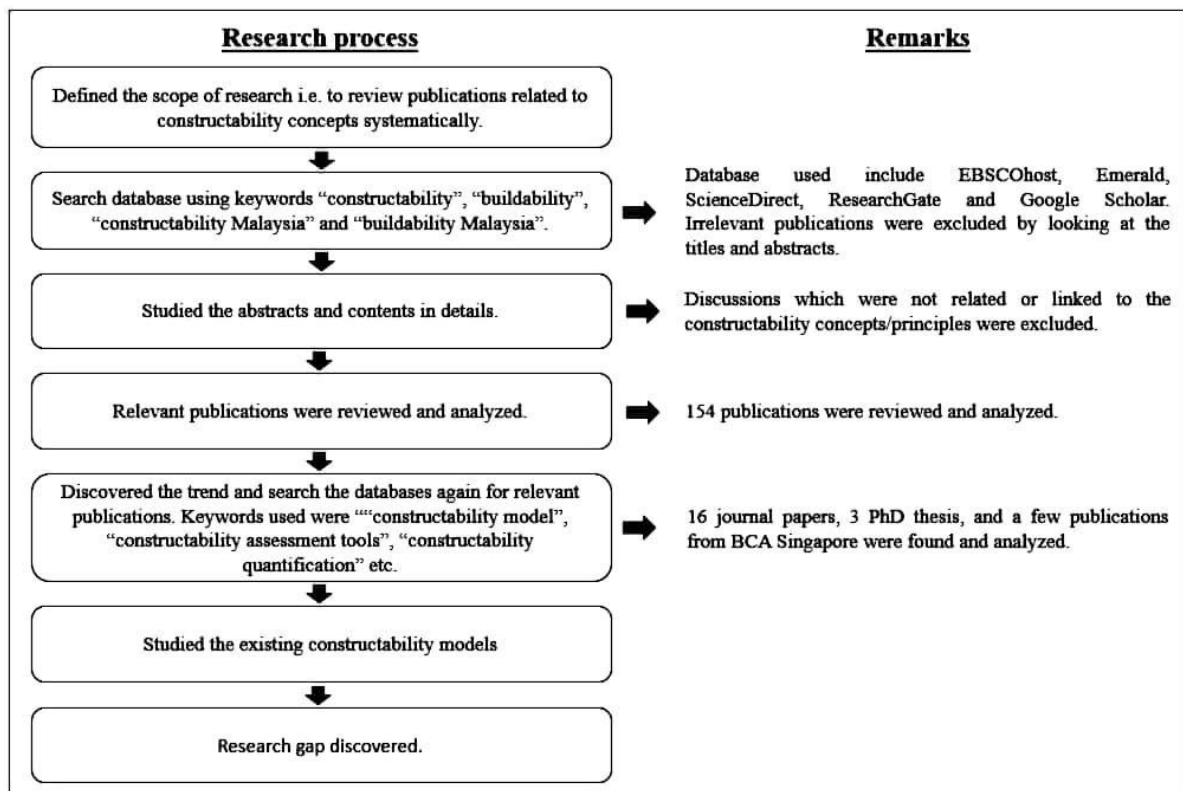 Research process
Remarks
Defined the scope of research i.e. to review publications related to
constructability concepts systematically.
Search database using keywords “constructability”, “buildability”,
“constructability Malaysia” and “buildability Malaysia”.
Database used include EBSCOhost, Emerald,
ScienceDirect, ResearchGate and Google Scholar.
Irrelevant publications were excluded by looking at the
titles and abstracts.
Studied the abstracts and contents in details.
Discussions which were not related or linked to the
constructability concepts/principles were excluded.
Relevant publications were reviewed and analyzed.
154 publications were reviewed and analyzed.
Discovered the trend and search the databases again for relevant
publications. Keywords used were ““constructability model”,
“constructability assessment tools”, “constructability
quantification” etc.
16 journal papers, 3 PhD thesis, and a few publications
from BCA Singapore were found and analyzed.
Studied the existing constructability models
Research gap discovered.